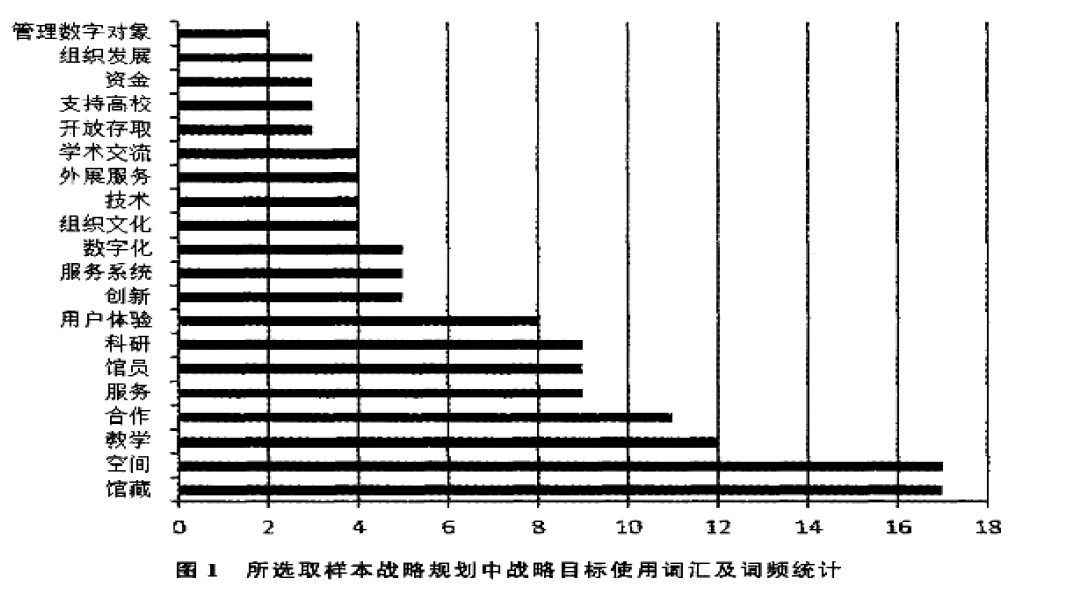 管理数字对象
组织发展
资金
支持高校
开放存取
学术交流
外展服务
技术
组织文化
数字化
服务系统
创新
用户体验
科研
馆员
服务
合作
教学
空间
馆藏
0 2 4 6 8 10 12 14 16 18
图 1 所选取样本战略规划中战略目标使用词汇及词频统计